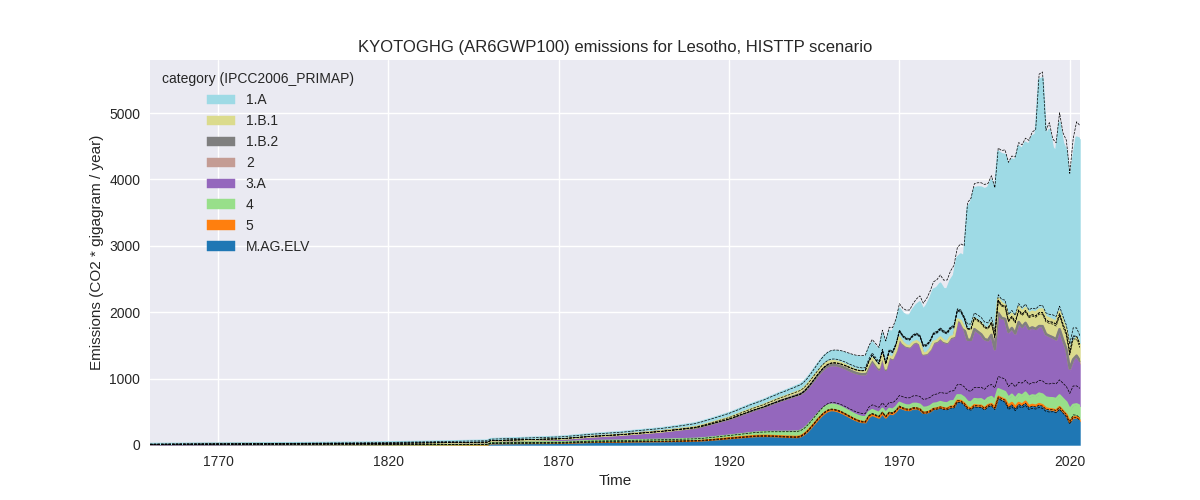 KYOTOGHG (AR6GWP100) emissions for Lesotho, HISTTP scenario
category (IPCC2006_PRIMAP)
1.A
1.B.1
1.B.2
2
3.A
4
5
M.AG.ELV
Emissions (CO2 * gigagram / year)
5000
4000
3000
2000
1000
0
1770
1820
1870
1920
1970
2020
Time